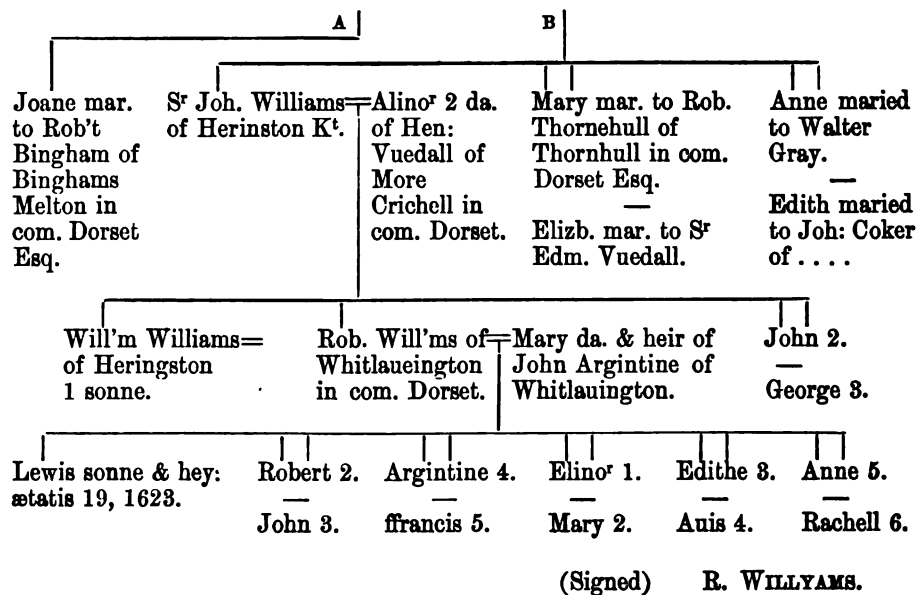 A B
Joane mar.
to Rob't
Bingham of
Binghams
Melton in
com. Dorset
Esq.
Sʳ Joh. Williams=
of Herinston Kᵗ.
Alinoʳ 2 da.
of Hen:
Vuedall of
More
Crichell in
com. Dorset.
Mary mar. to Rob.
Thornehull of
Thornhull in com.
Dorset Esq.
—
Elizb. mar. to Sʳ
Edm. Vuedall.
Anne maried
to Walter
Gray.
—
Edith maried
to Joh: Coker
of . . . .
Will'm Williams=
of Heringston
1 sonne.
Rob. Will'ms of=
Whitlaueington
in com. Dorset.
Mary da. & heir of
John Argintine of
Whitlauington.
John 2.
—
George 3.
Lewis sonne & hey:
ætatis 19, 1623.
Robert 2.
—
John 3.
Argintine 4.
—
ffrancis 5.
Elinoʳ 1.
—
Mary 2.
Edithe 3.
—
Auis 4.
Anne 5.
—
Rachell 6.
(Signed) R. WILLYAMS.